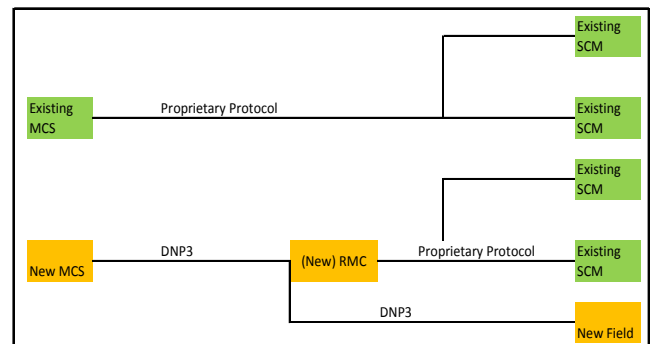 Existing
SCM
Existing
MCS
Proprietary Protocol
Existing
SCM
Existing
SCM
New MCS
DNP3
(New) RMC
Proprietary Protocol
Existing
SCM
DNP3
New Field